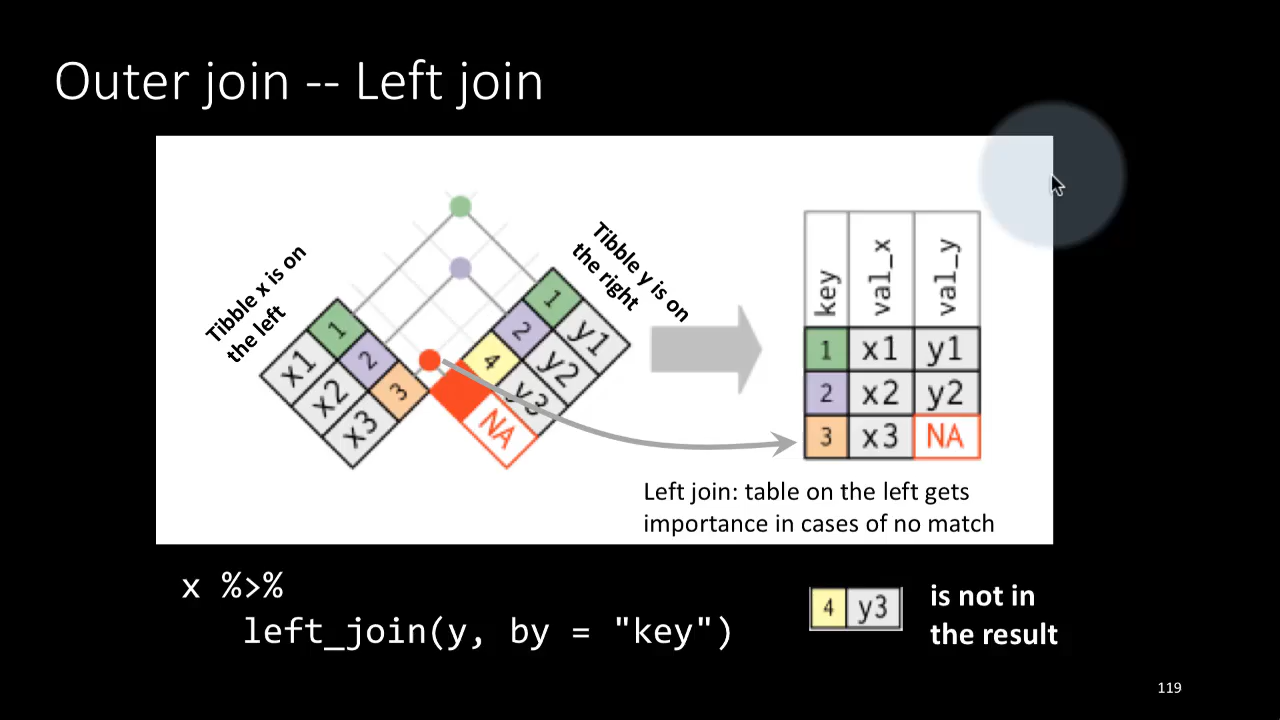 Outer join -- Left join
Tibble x is on
the left
Tibble y is on
the right
1
2
3
x1
x2
x3
1
2
4
y1
y2
y3
NA
key val_x val_y
1 x1 y1
2 x2 y2
3 x3 NA
Left join: table on the left gets
importance in cases of no match
x %>%
left_join(y, by = "key")
4 y3
is not in
the result
119